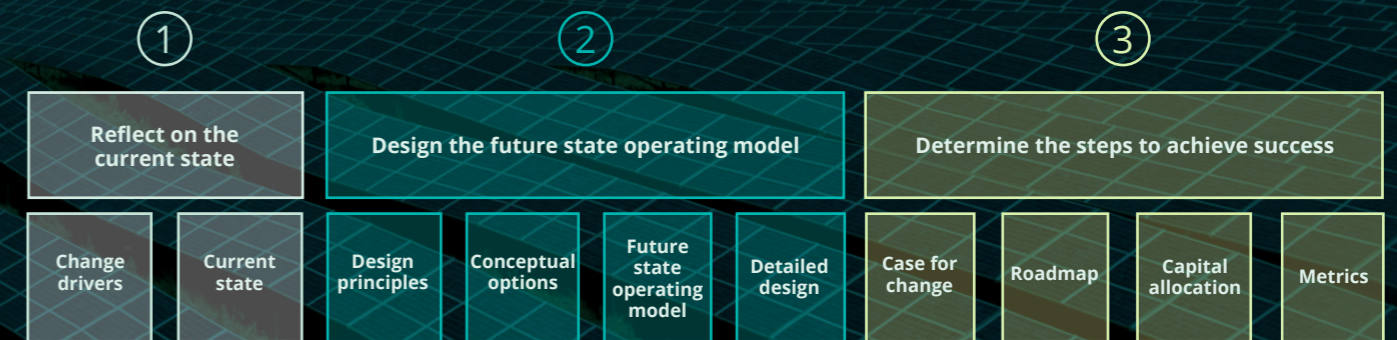 1
2
3
Reflect on the
current state
Design the future state operating model
Determine the steps to achieve success
Change
drivers
Current
state
Design
principles
Conceptual
options
Future
state
operating
model
Detailed
design
Case for
change
Roadmap
Capital
allocation
Metrics